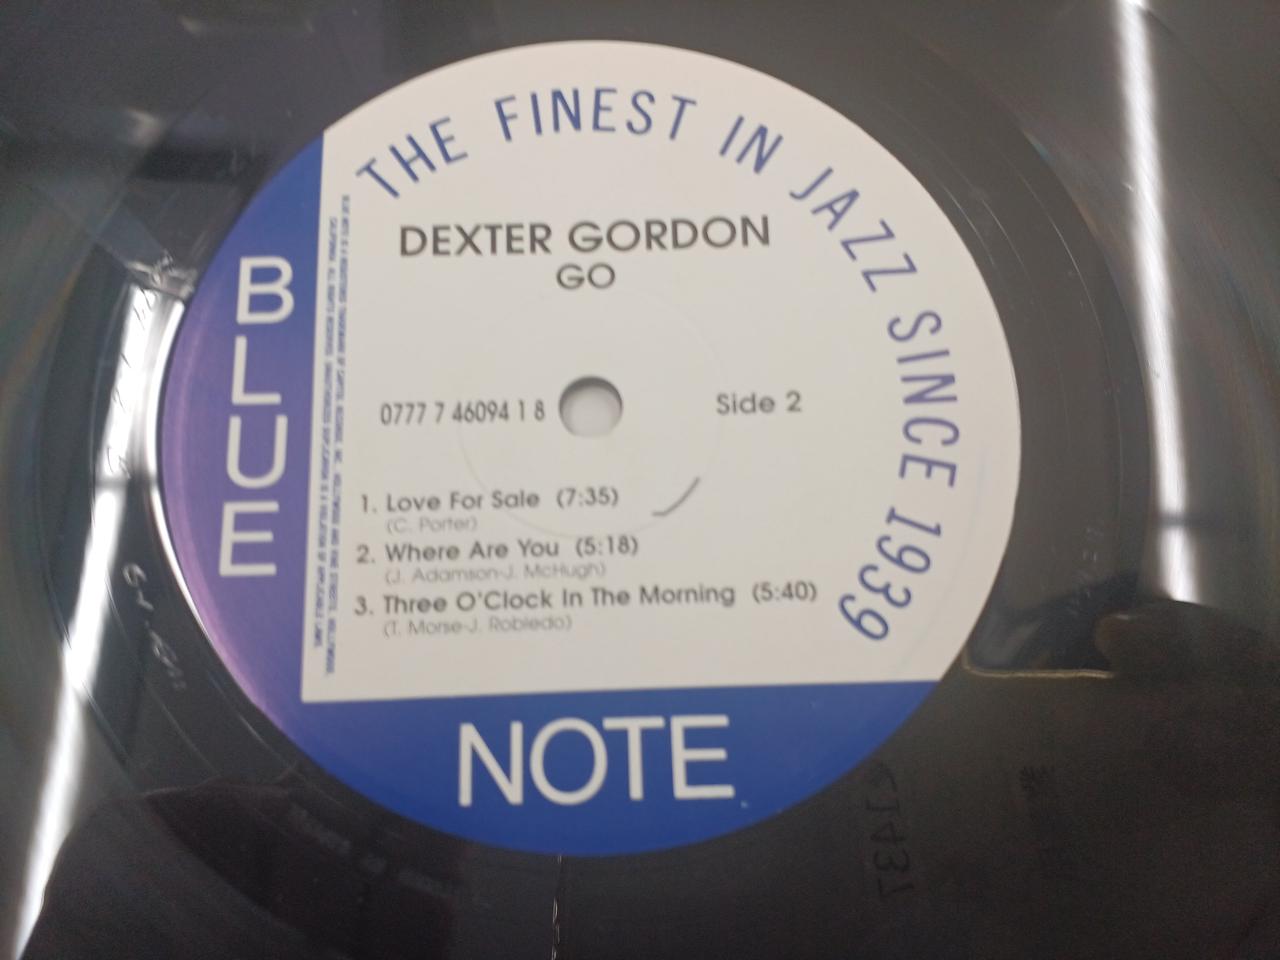 THE FINEST IN JAZZ SINCE 1939
DEXTER GORDON
GO
0777 7 46094 1 8
Side 2
1. Love For Sale (7:35)
(C. Porter)
2. Where Are You (5:18)
(J. Adamson-J. McHugh)
3. Three O'Clock In The Morning (5:40)
(T. Morse-J. Robledo)
BLUE
NOTE